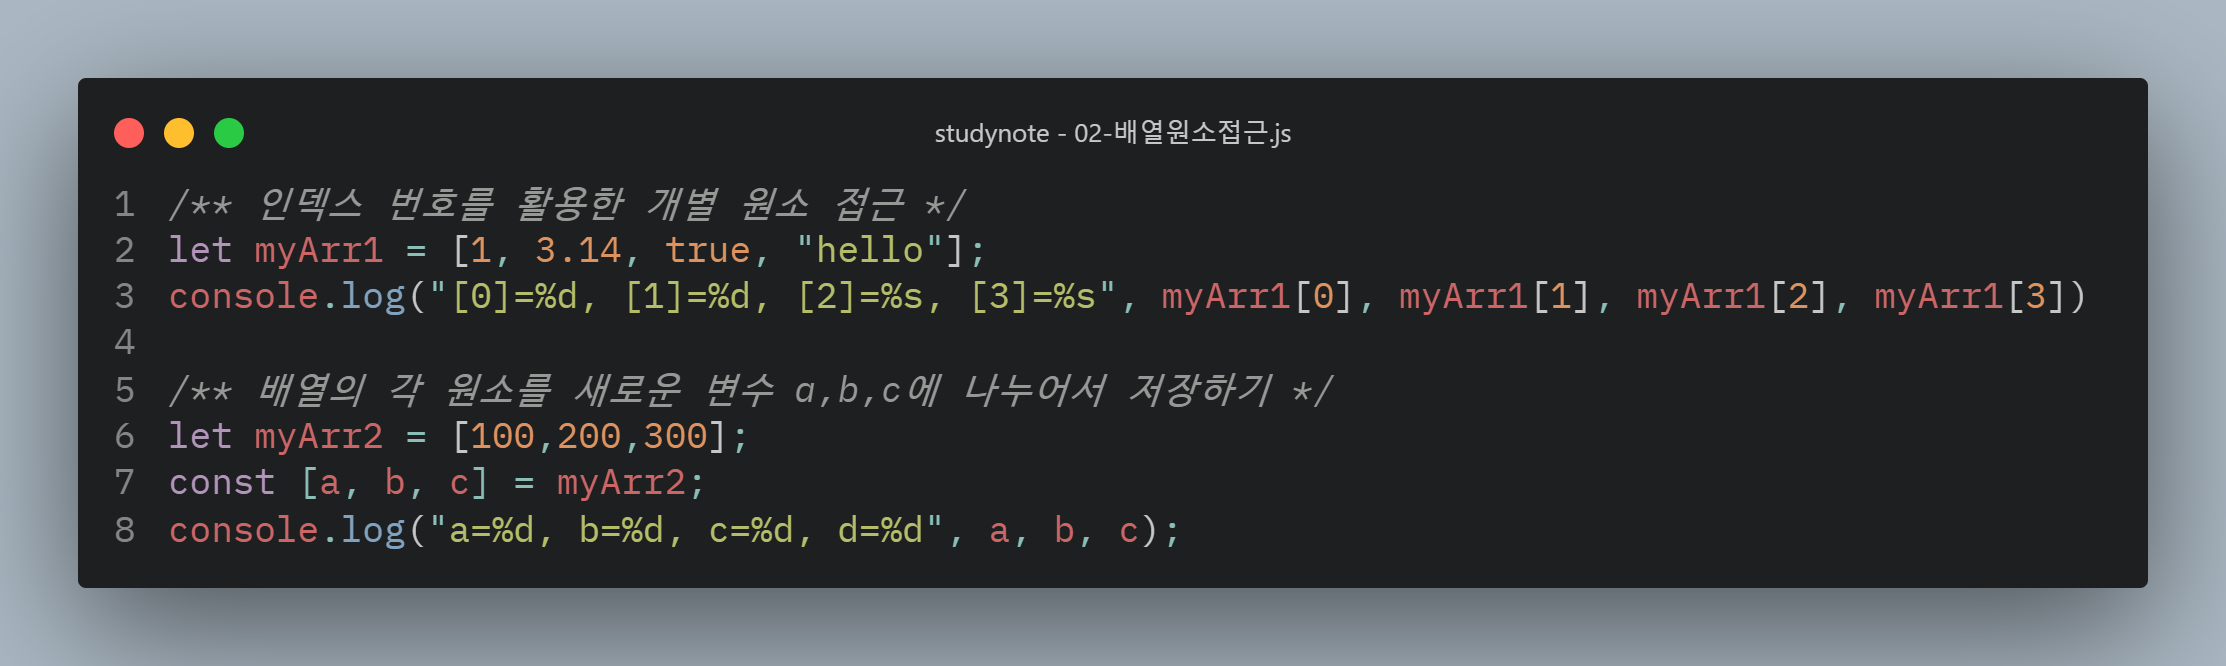 studynote - 02-배열원소접근.js
1 /** 인덱스 번호를 활용한 개별 원소 접근 */
2 let myArr1 = [1, 3.14, true, "hello"];
3 console.log("[0]=%d, [1]=%d, [2]=%s, [3]=%s", myArr1[0], myArr1[1], myArr1[2], myArr1[3])
4
5 /** 배열의 각 원소를 새로운 변수 a,b,c에 나누어서 저장하기 */
6 let myArr2 = [100,200,300];
7 const [a, b, c] = myArr2;
8 console.log("a=%d, b=%d, c=%d, d=%d", a, b, c);